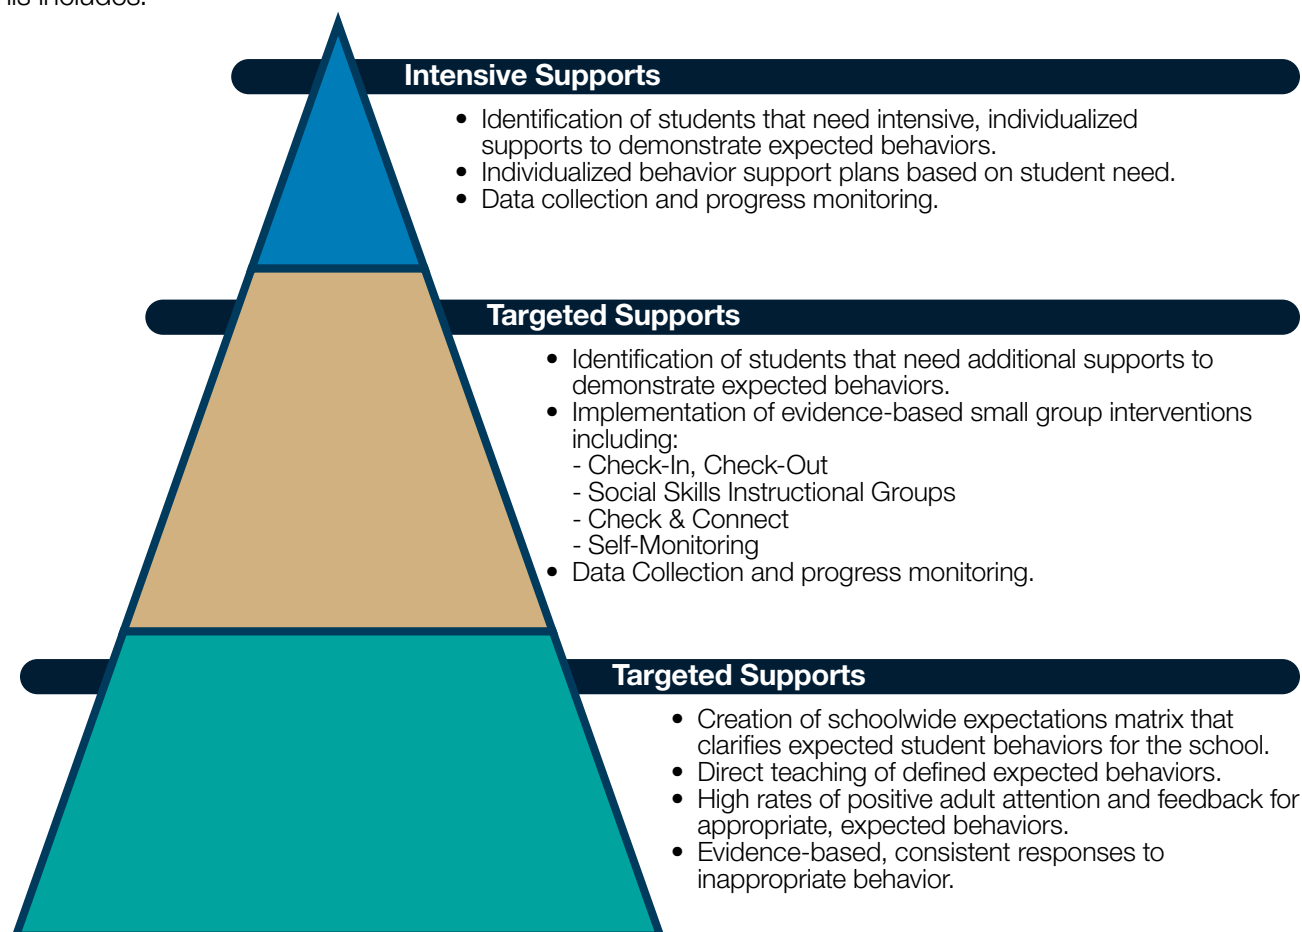 his includes:
Intensive Supports
• Identification of students that need intensive, individualized
supports to demonstrate expected behaviors.
• Individualized behavior support plans based on student need.
• Data collection and progress monitoring.
Targeted Supports
• Identification of students that need additional supports to
demonstrate expected behaviors.
• Implementation of evidence-based small group interventions
including:
- Check-In, Check-Out
- Social Skills Instructional Groups
- Check & Connect
- Self-Monitoring
• Data Collection and progress monitoring.
Targeted Supports
• Creation of schoolwide expectations matrix that
clarifies expected student behaviors for the school.
• Direct teaching of defined expected behaviors.
• High rates of positive adult attention and feedback for
appropriate, expected behaviors.
• Evidence-based, consistent responses to
inappropriate behavior.